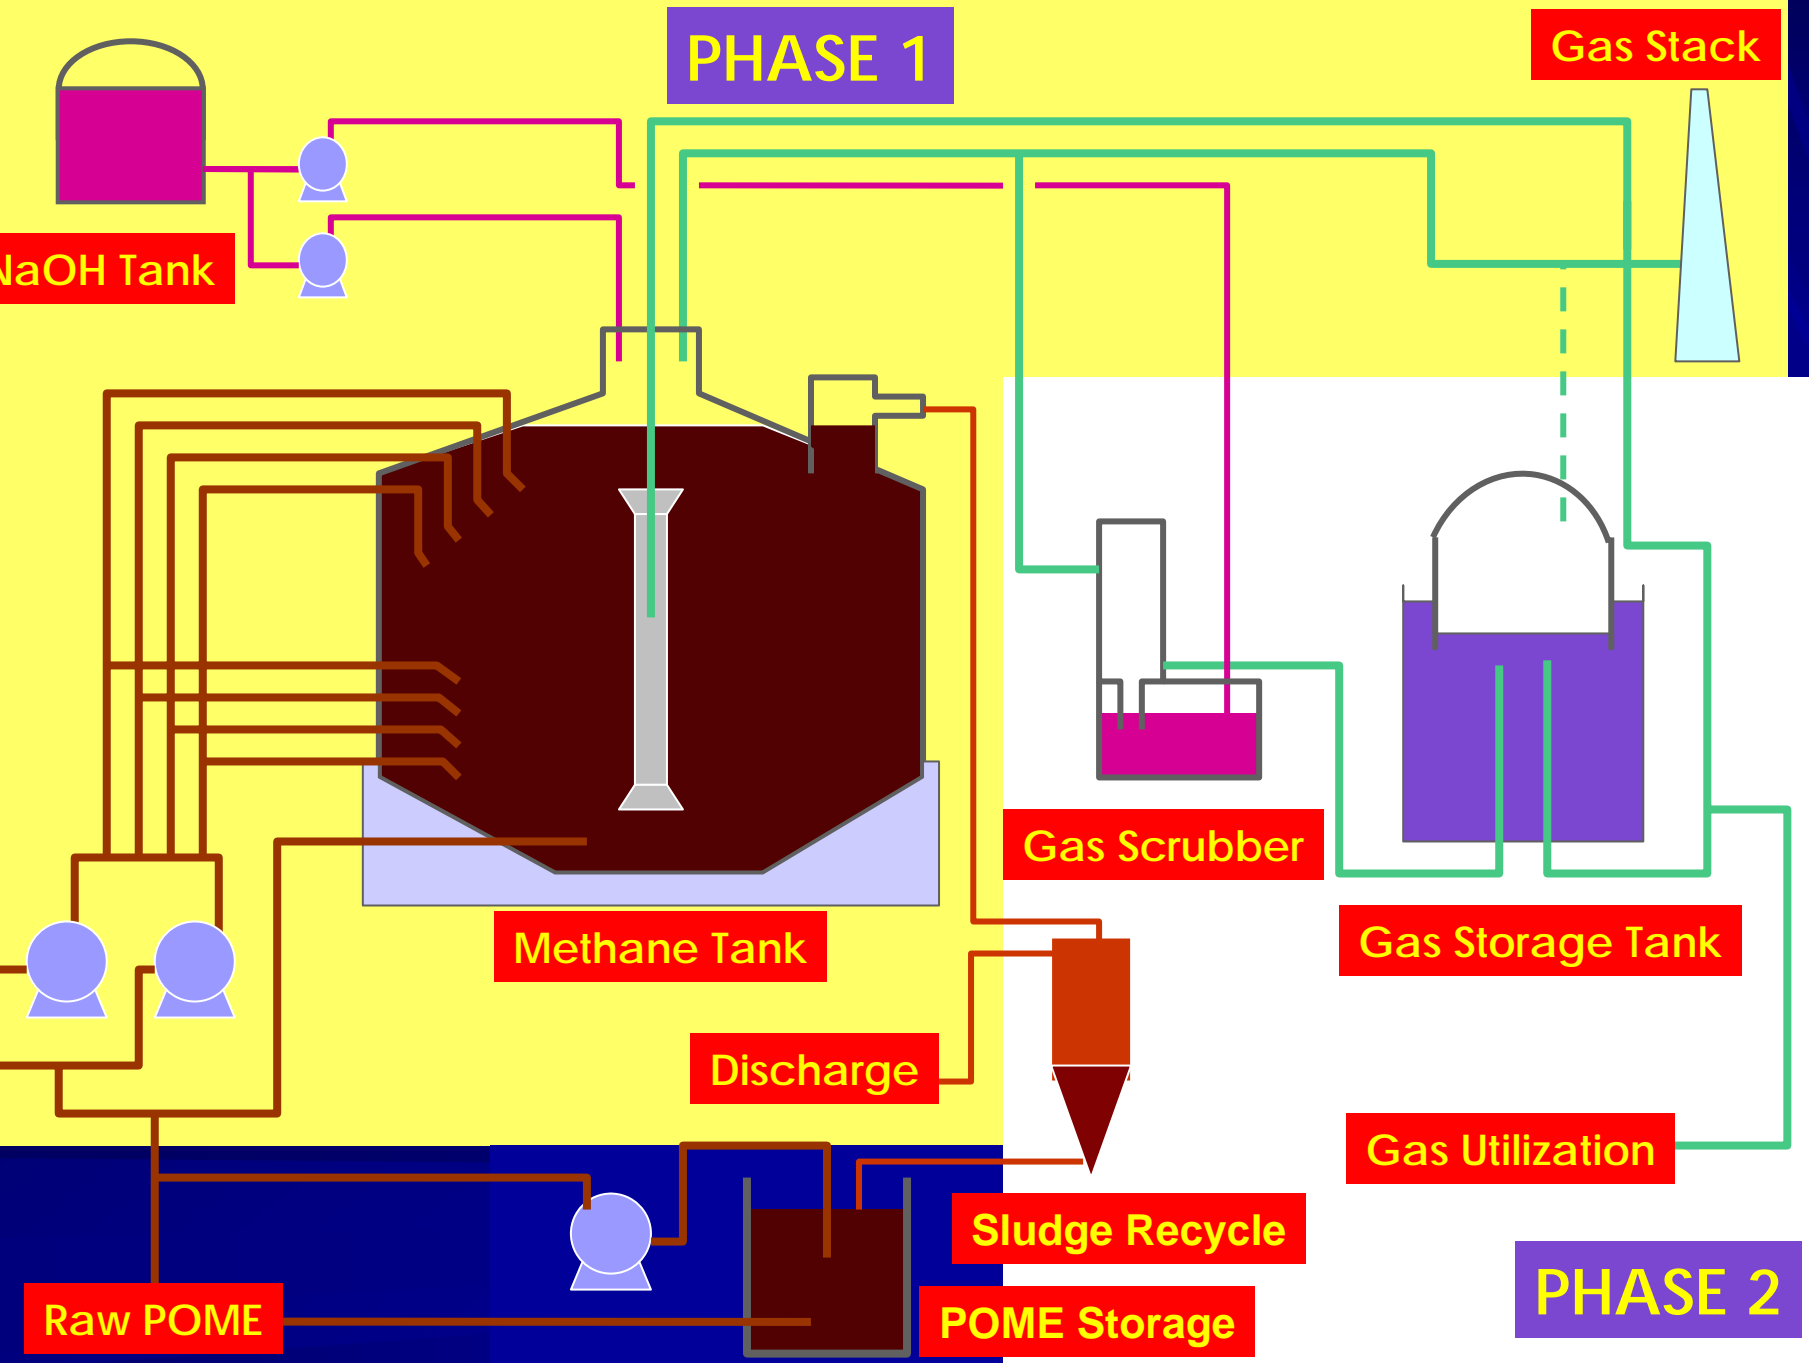 PHASE 1
Gas Stack
NaOH Tank
Gas Scrubber
Methane Tank
Gas Storage Tank
Discharge
Gas Utilization
Sludge Recycle
Raw POME
POME Storage
PHASE 2